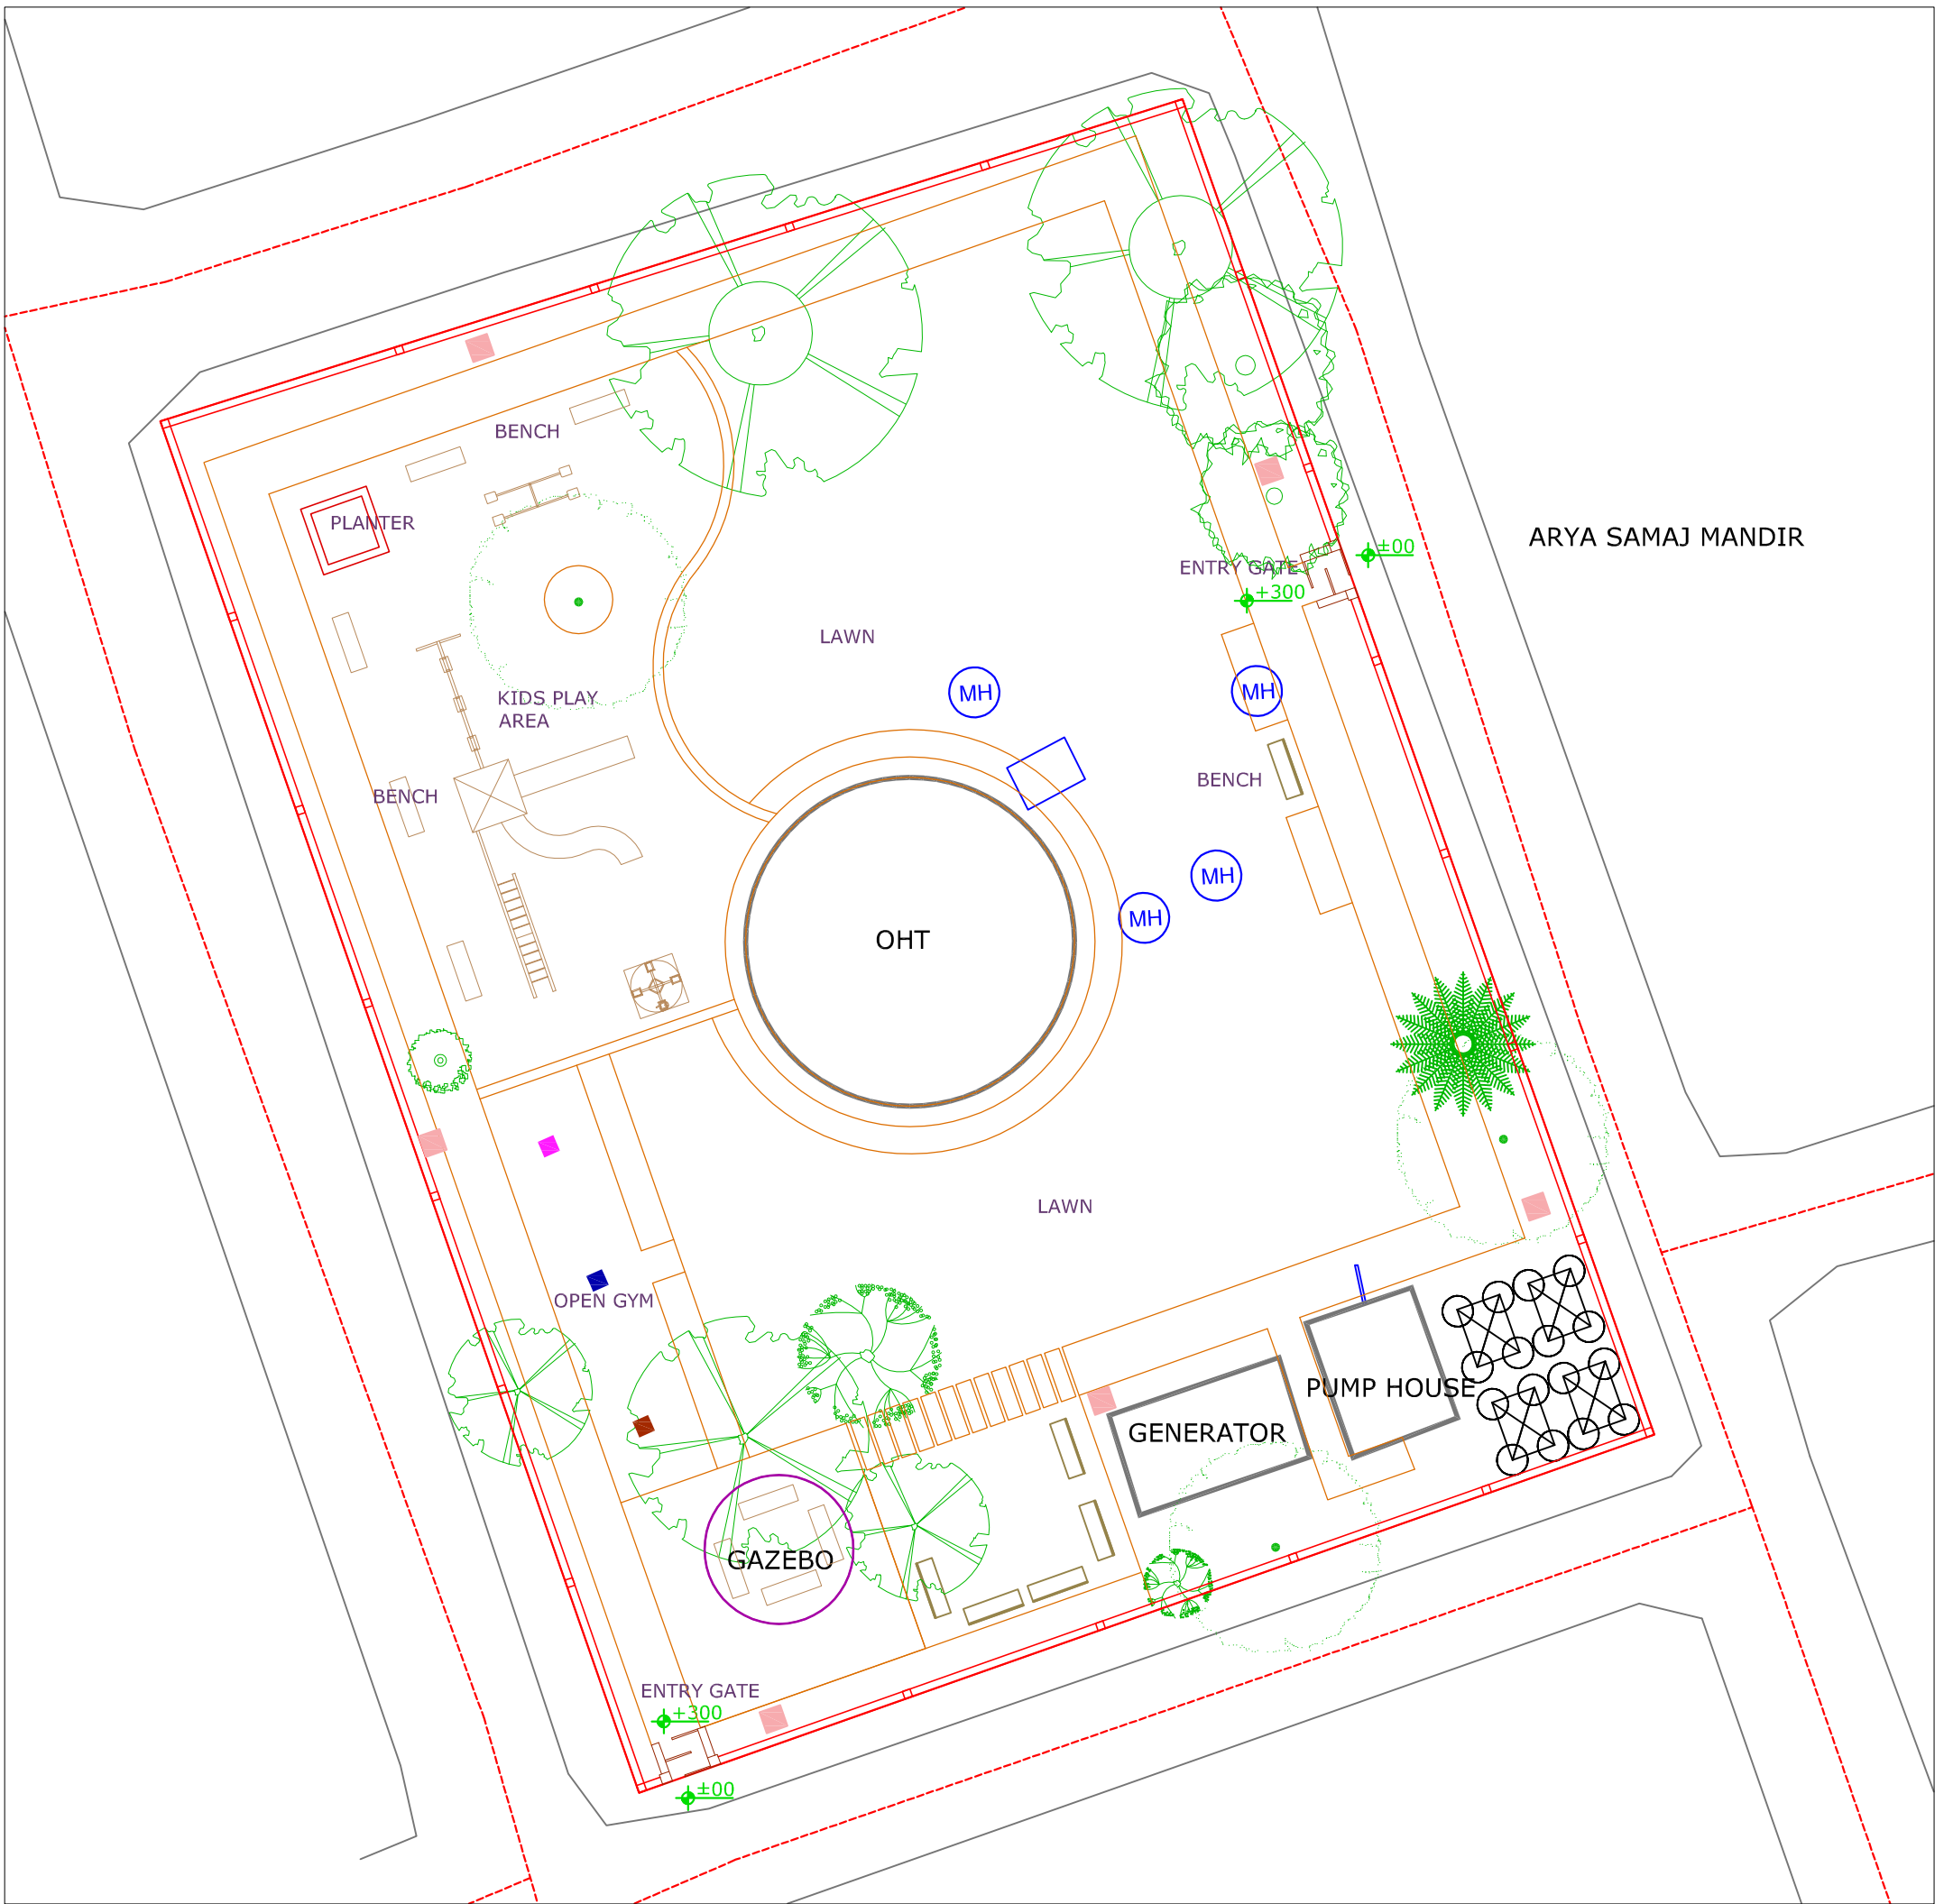 BENCH
PLANTER
ARYA SAMAJ MANDIR
±00
ENTRY GATE
+300
LAWN
MH
MH
KIDS PLAY
AREA
BENCH
BENCH
MH
MH
OHT
LAWN
OPEN GYM
PUMP HOUSE
GENERATOR
GAZEBO
ENTRY GATE
+300
±00